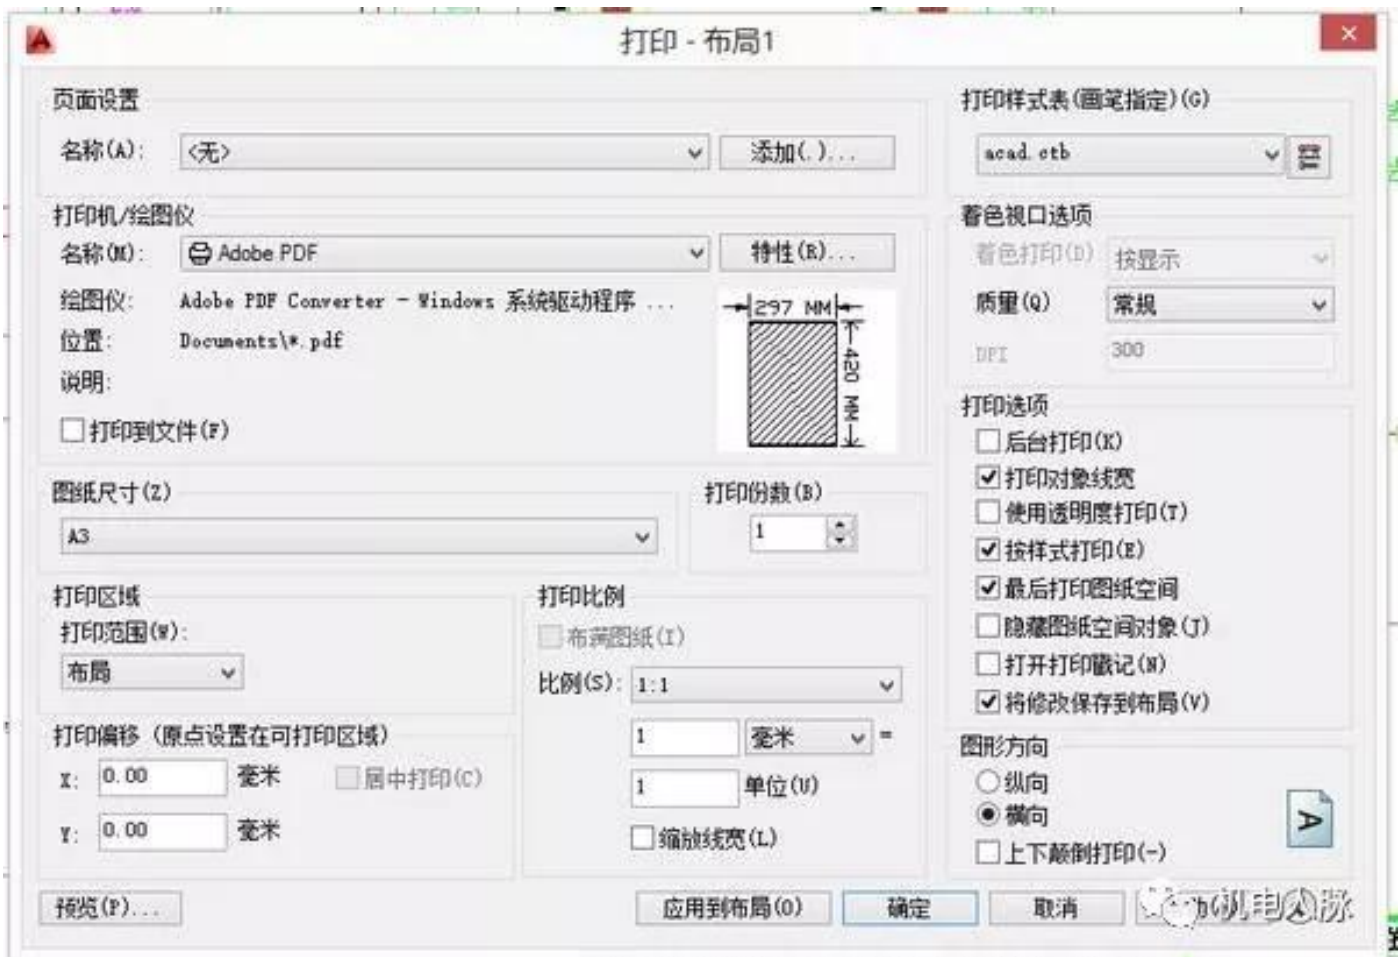 打印 - 布局1
页面设置
名称(A):
<无>
添加(.)...
打印样式表(画笔指定)(G)
acad.ctb
打印机/绘图仪
名称(M):
Adobe PDF
特性(R)...
绘图仪:
Adobe PDF Converter - Windows 系统驱动程序 ...
位置:
Documents\*.pdf
说明:
打印到文件(F)
297 MM
420 MM
着色视口选项
着色打印(D)
按显示
质量(Q)
常规
DPI
300
图纸尺寸(Z)
A3
打印份数(B)
1
打印选项
后台打印(K)
打印对象线宽
使用透明度打印(T)
按样式打印(E)
最后打印图纸空间
隐藏图纸空间对象(J)
打开打印戳记(N)
将修改保存到布局(V)
打印区域
打印范围(W):
布局
打印比例
布满图纸(I)
比例(S):
1:1
1
毫米
=
1
单位(U)
缩放线宽(L)
打印偏移 (原点设置在可打印区域)
X:
0.00
毫米
居中打印(C)
Y:
0.00
毫米
图形方向
纵向
横向
上下颠倒打印(-)
A
预览(P)...
应用到布局(O)
确定
取消
机电人脉